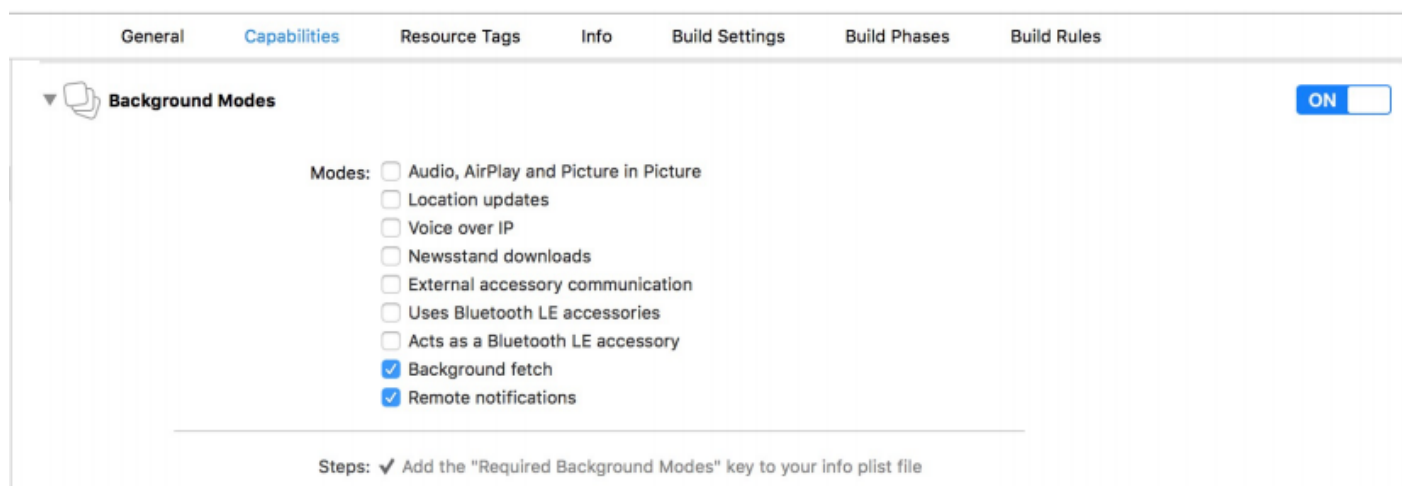 General Capabilities Resource Tags Info Build Settings Build Phases Build Rules
Background Modes ON
Modes: Audio, AirPlay and Picture in Picture
Location updates
Voice over IP
Newsstand downloads
External accessory communication
Uses Bluetooth LE accessories
Acts as a Bluetooth LE accessory
Background fetch
Remote notifications
Steps: ✓ Add the "Required Background Modes" key to your info plist file